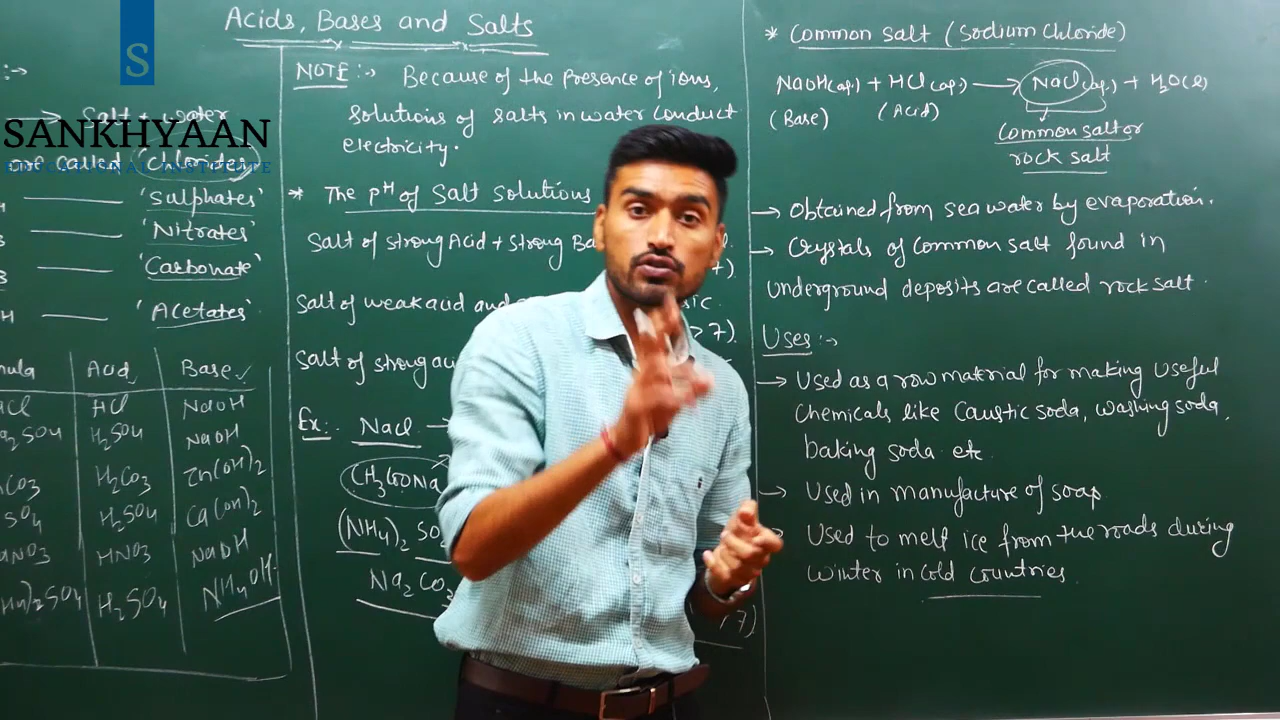 Acids, Bases and Salts
S
SANKHYAAN
EDUCATIONAL INSTITUTE
:→
→ Salt + water
are called 'Chlorides'
'Sulphates'
'Nitrates'
'Carbonate'
'Acetates'
Acid Base
HCl NaOH
H2SO4 NaOH
H2CO3 Zn(OH)2
H2SO4 Ca(OH)2
HNO3 NaOH
H2SO4 NH4OH
NOTE :→ Because of the presence of ions,
solutions of salts in water conduct
electricity.
* The pH of Salt Solutions
Salt of strong Acid + Strong
Salt of weak acid and
> 7).
Salt of strong
Ex:. NaCl →
CH3COONa
(NH4)2 SO
Na2CO3
* Common salt (Sodium Chloride)
NaOH(aq) + HCl(aq) → NaCl(aq) + H2O(l)
(Base) (Acid)
Common salt or
rock salt
→ Obtained from sea water by evaporation.
→ Crystals of Common salt found in
Underground deposits are called rock salt.
Uses :→
→ Used as a row material for making useful
Chemicals like Caustic soda, washing soda,
baking soda etc
→ Used in manufacture of soap
Used to melt ice from the roads during
Winter in Cold Countries.